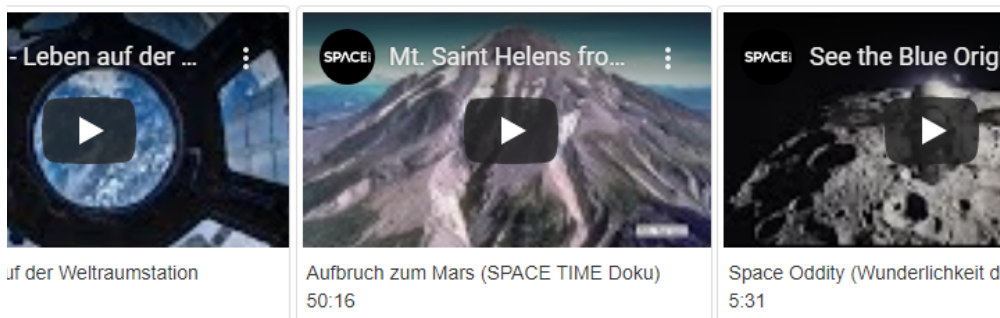 - Leben auf der ...
SPACE
Mt. Saint Helens fro...
SPACE
See the Blue Orig
uf der Weltraumstation
Aufbruch zum Mars (SPACE TIME Doku)
50:16
Space Oddity (Wunderlichkeit d
5:31